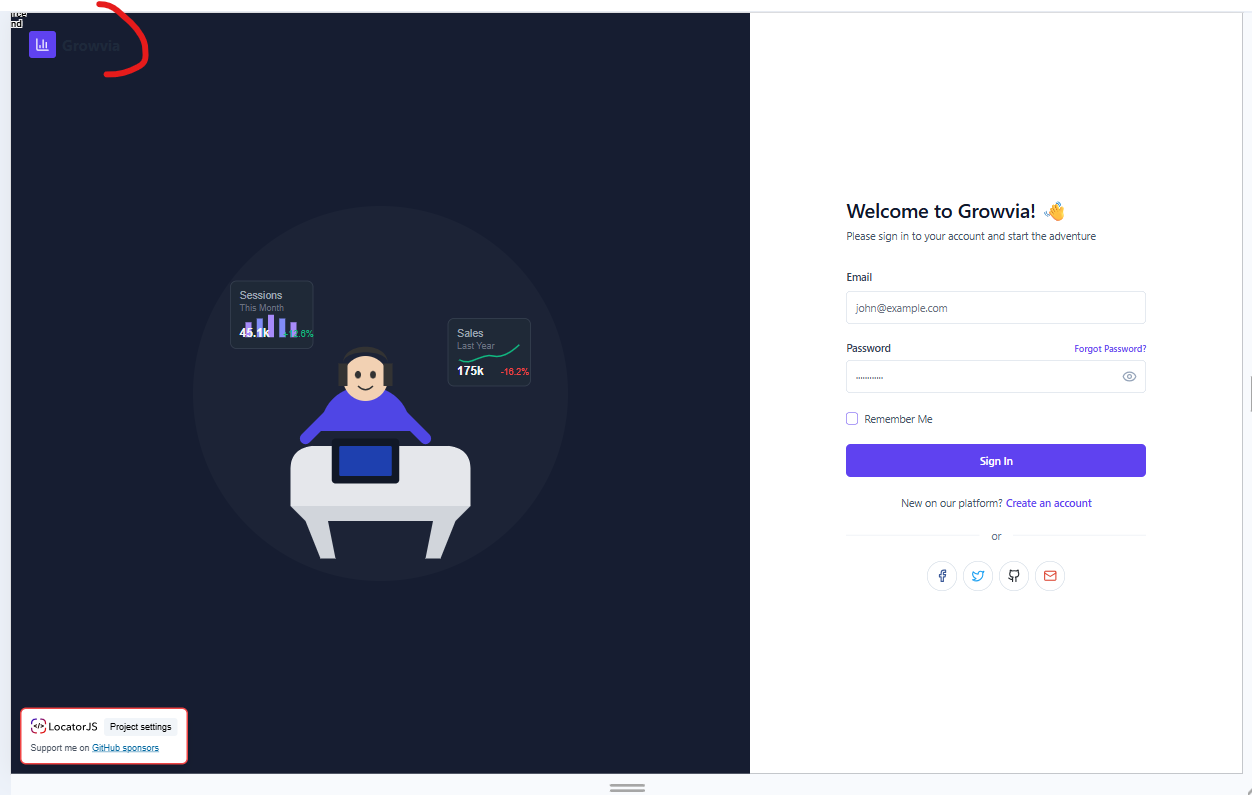 nd
Growvia
Sessions
This Month
45.1k
12.6%
Sales
Last Year
175k
-16.2%
LocatorJS
Project settings
Support me on GitHub sponsors
Welcome to Growvia! 👋
Please sign in to your account and start the adventure
Email
john@example.com
Password
Forgot Password?
············
Remember Me
Sign In
New on our platform? Create an account
or